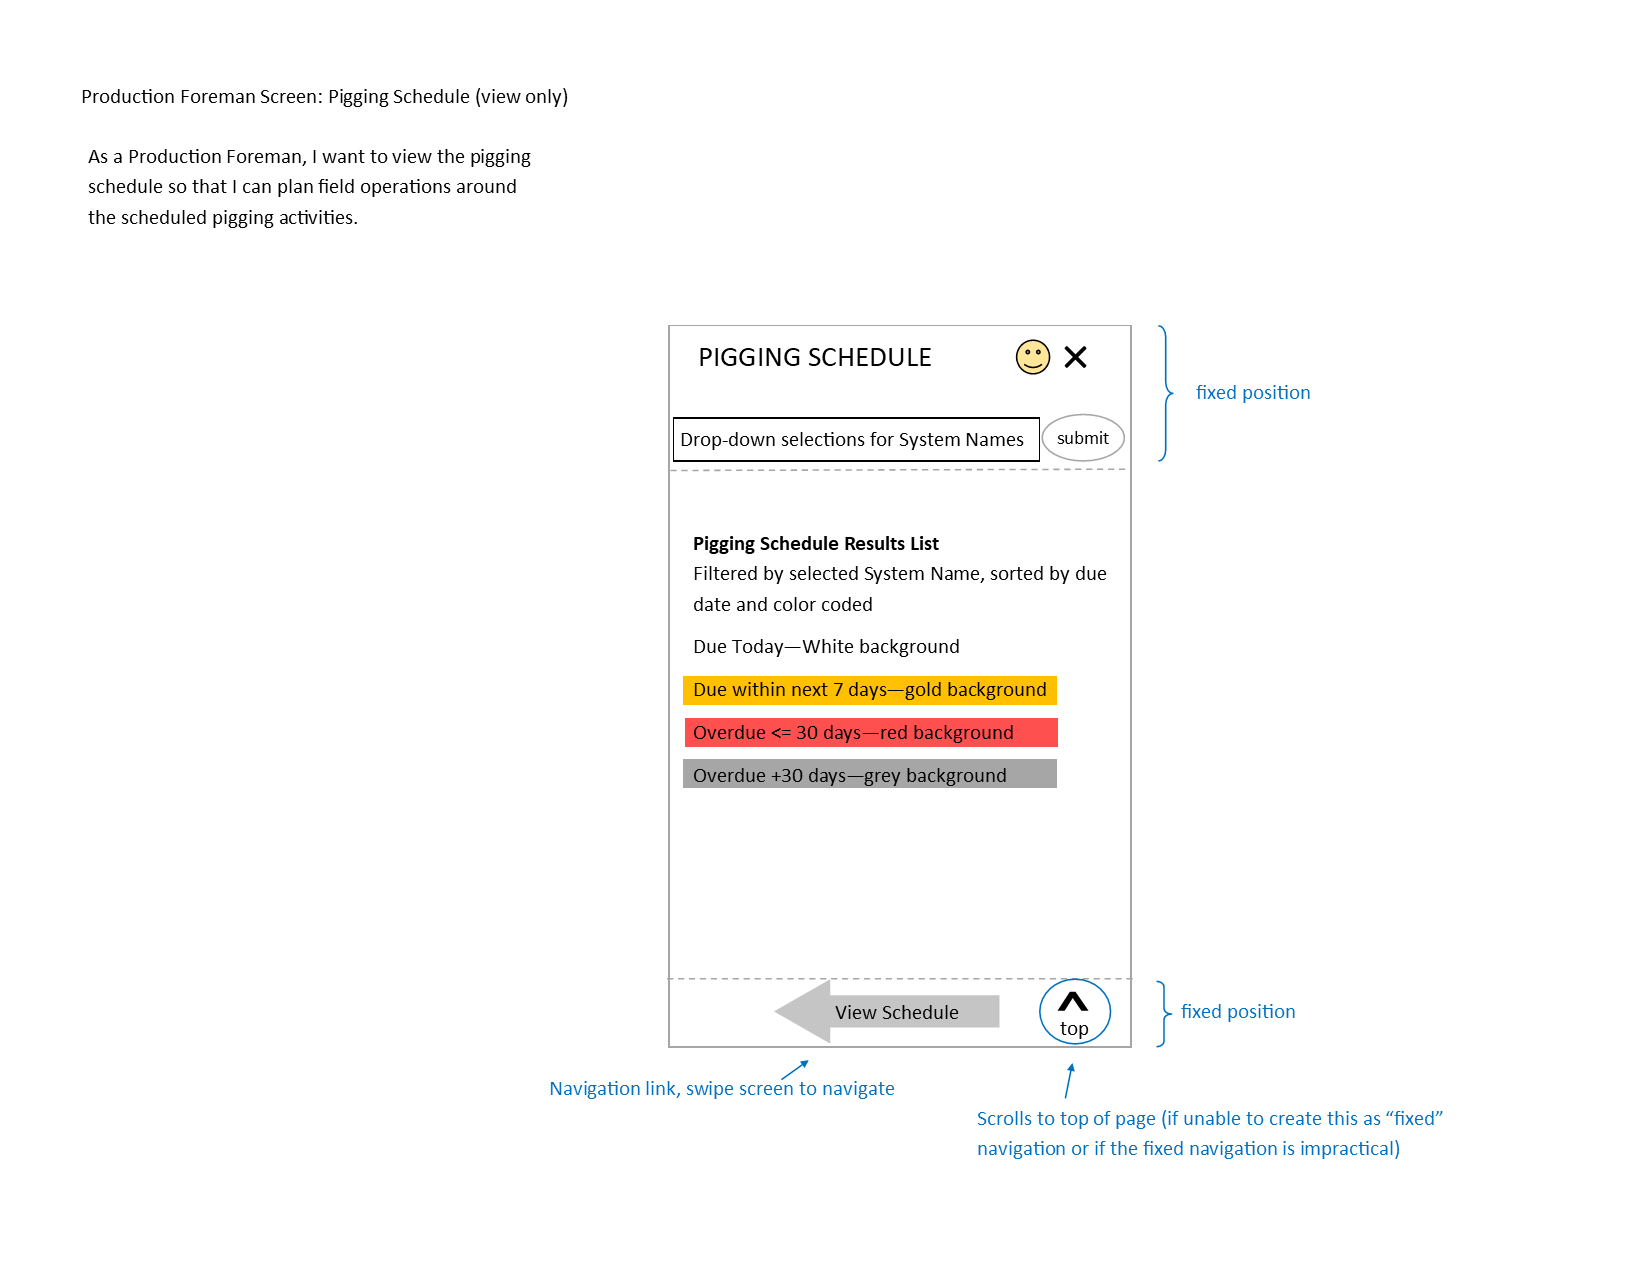 Production Foreman Screen: Pigging Schedule (view only)
As a Production Foreman, I want to view the pigging
schedule so that I can plan field operations around
the scheduled pigging activities.
PIGGING SCHEDULE
fixed position
Drop-down selections for System Names
submit
Pigging Schedule Results List
Filtered by selected System Name, sorted by due
date and color coded
Due Today—White background
Due within next 7 days—gold background
Overdue <= 30 days—red background
Overdue +30 days—grey background
View Schedule
top
fixed position
Navigation link, swipe screen to navigate
Scrolls to top of page (if unable to create this as “fixed”
navigation or if the fixed navigation is impractical)